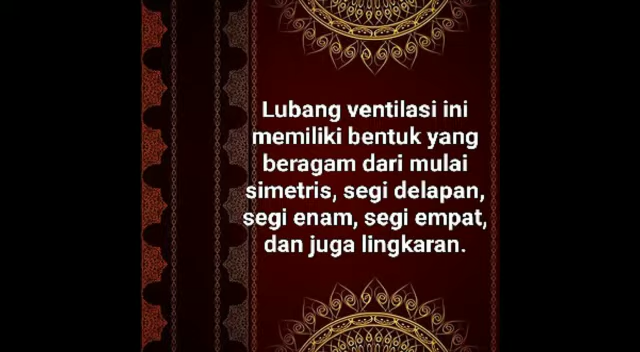 Lubang ventilasi ini
memiliki bentuk yang
beragam dari mulai
simetris, segi delapan,
segi enam, segi empat,
dan juga lingkaran.